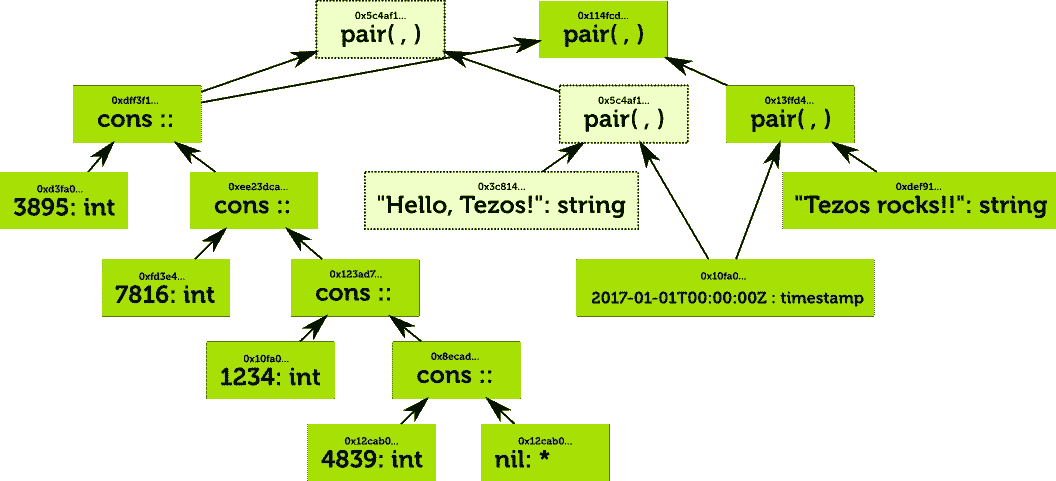 0x5c4af1...
pair( , )
0x114fcd...
pair( , )
0xdff3f1...
cons ::
0x5c4af1...
pair( , )
0x13ffd4...
pair( , )
0xd3fa0...
3895: int
0xee23dca...
cons ::
0x3c814...
"Hello, Tezos!": string
0xdef91...
"Tezos rocks!!": string
0xfd3e4...
7816: int
0x123ad7...
cons ::
0x10fa0...
2017-01-01T00:00:00Z : timestamp
0x10fa0...
1234: int
0x8ecad...
cons ::
0x12cab0...
4839: int
0x12cab0...
nil: *